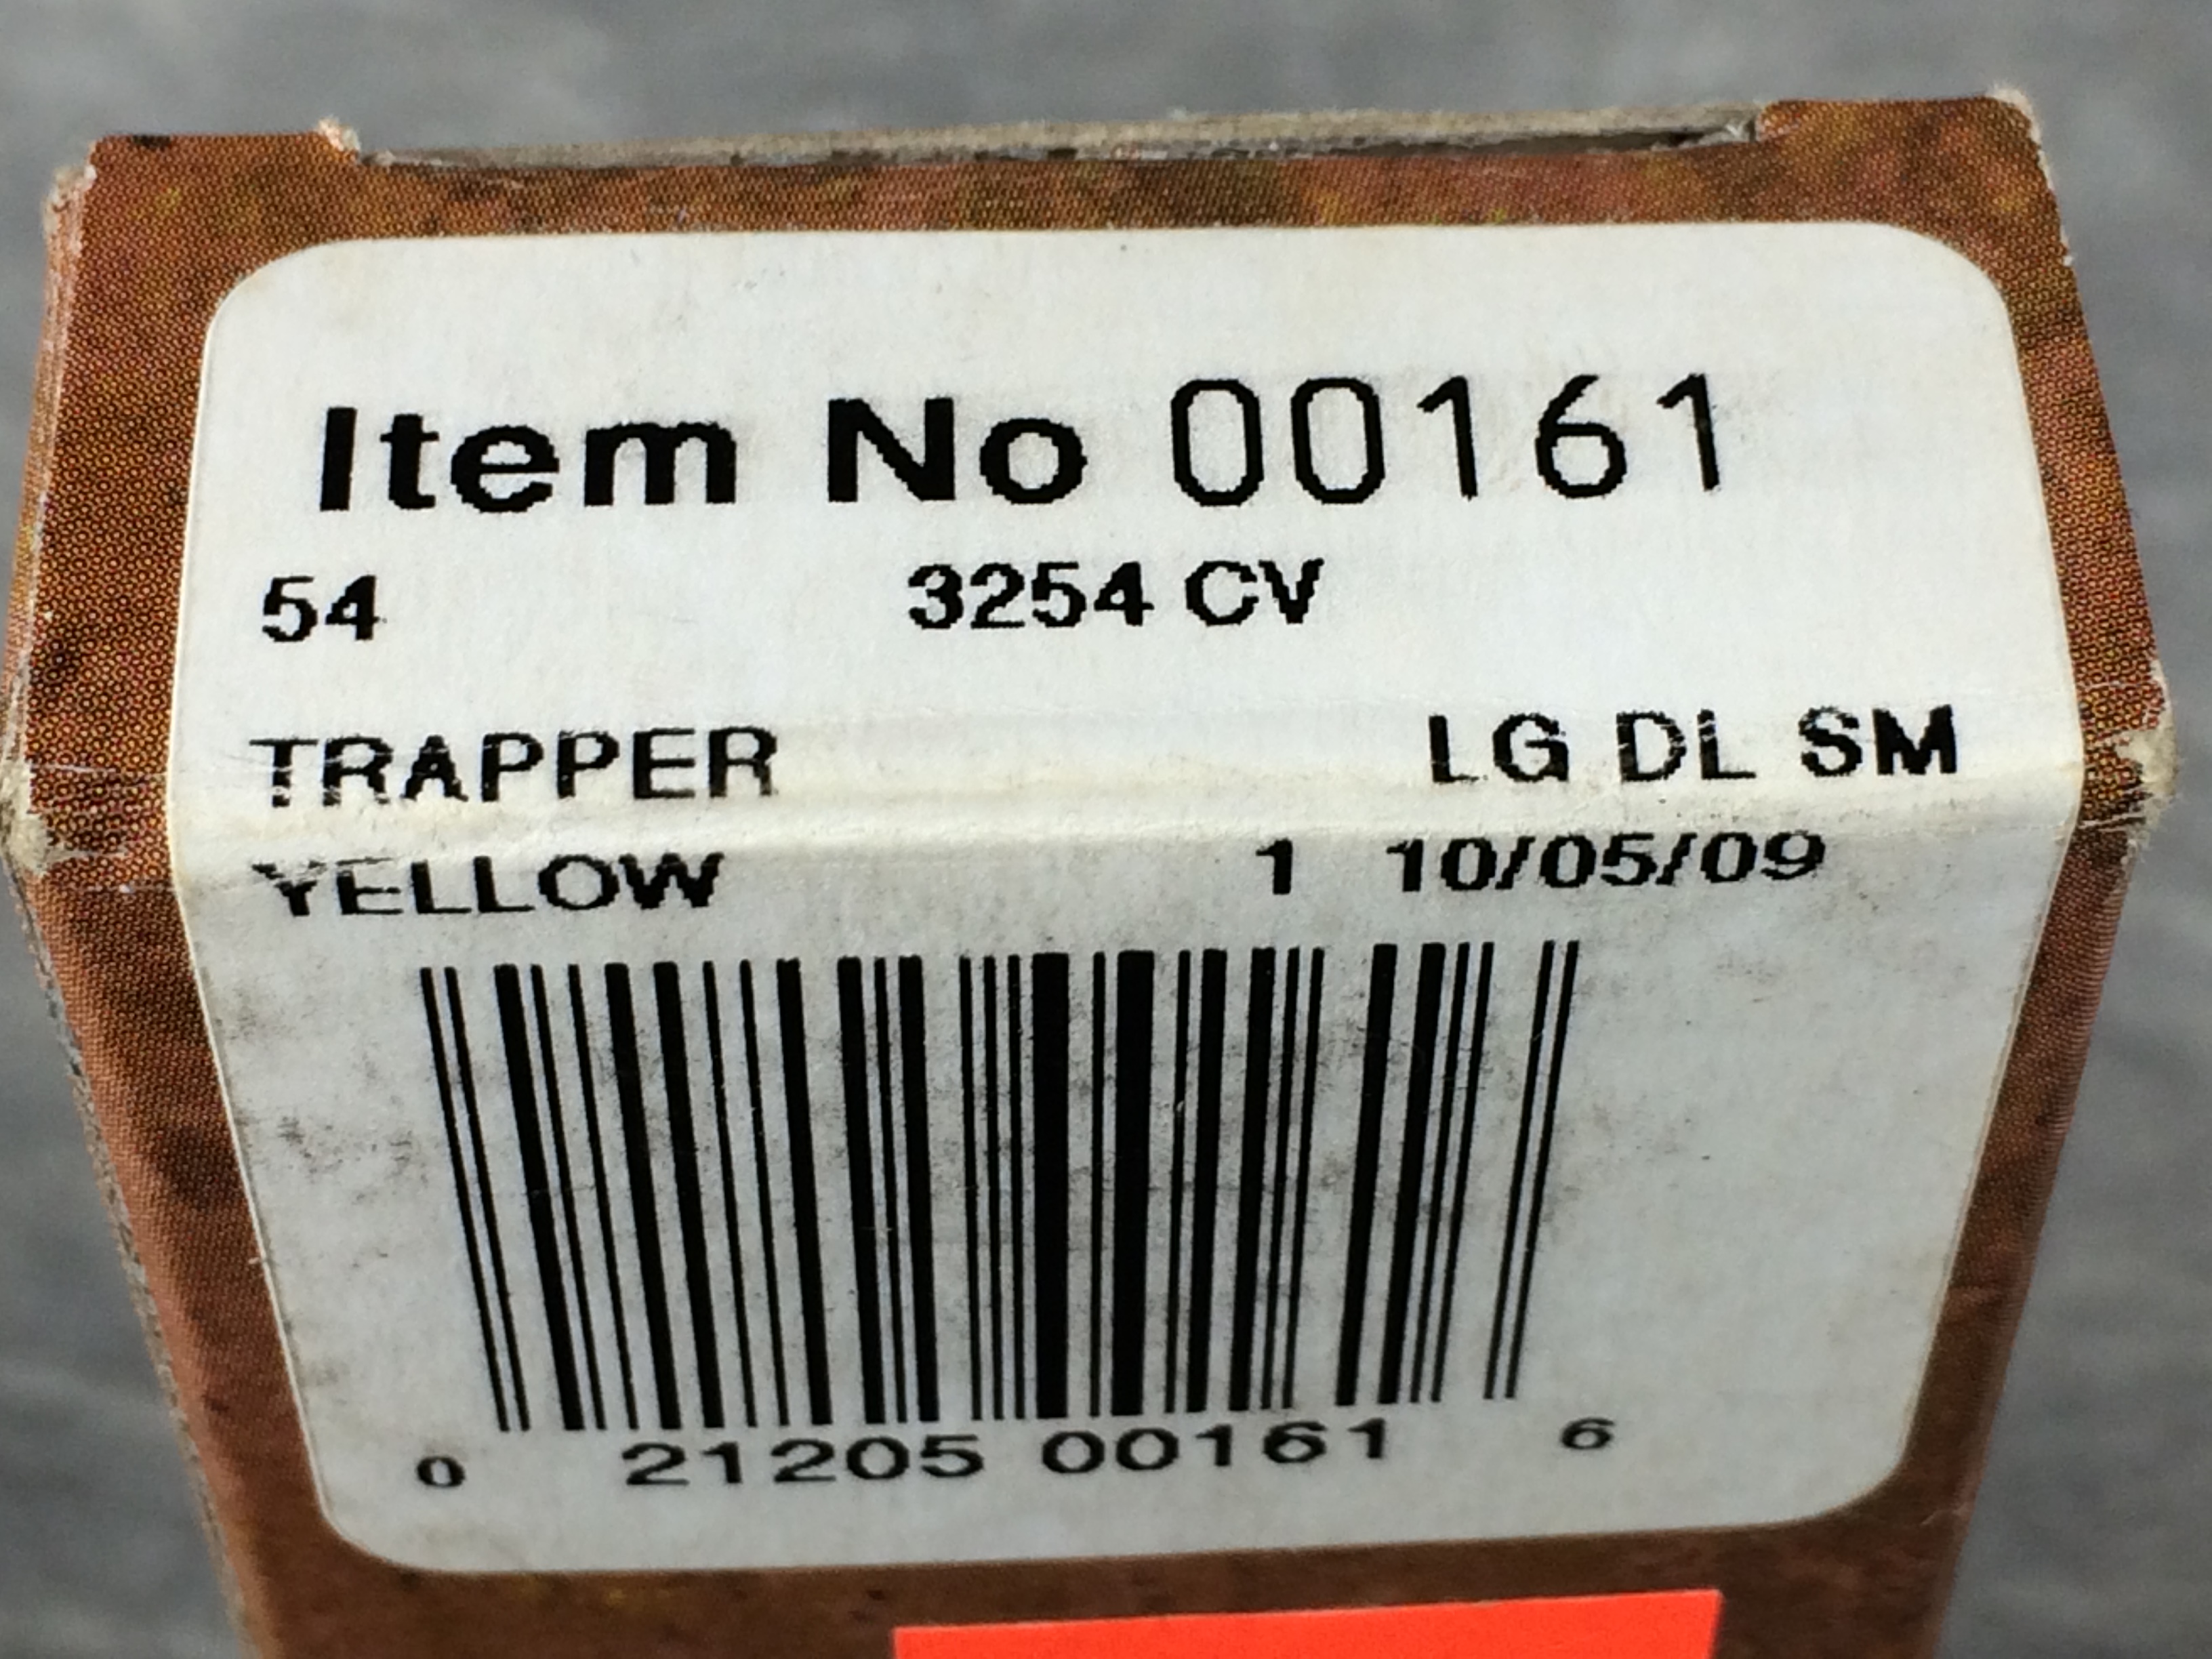 Item No 00161
54 3254 CV
TRAPPER LG DL SM
YELLOW 1 10/05/09
0 21205 00161 6